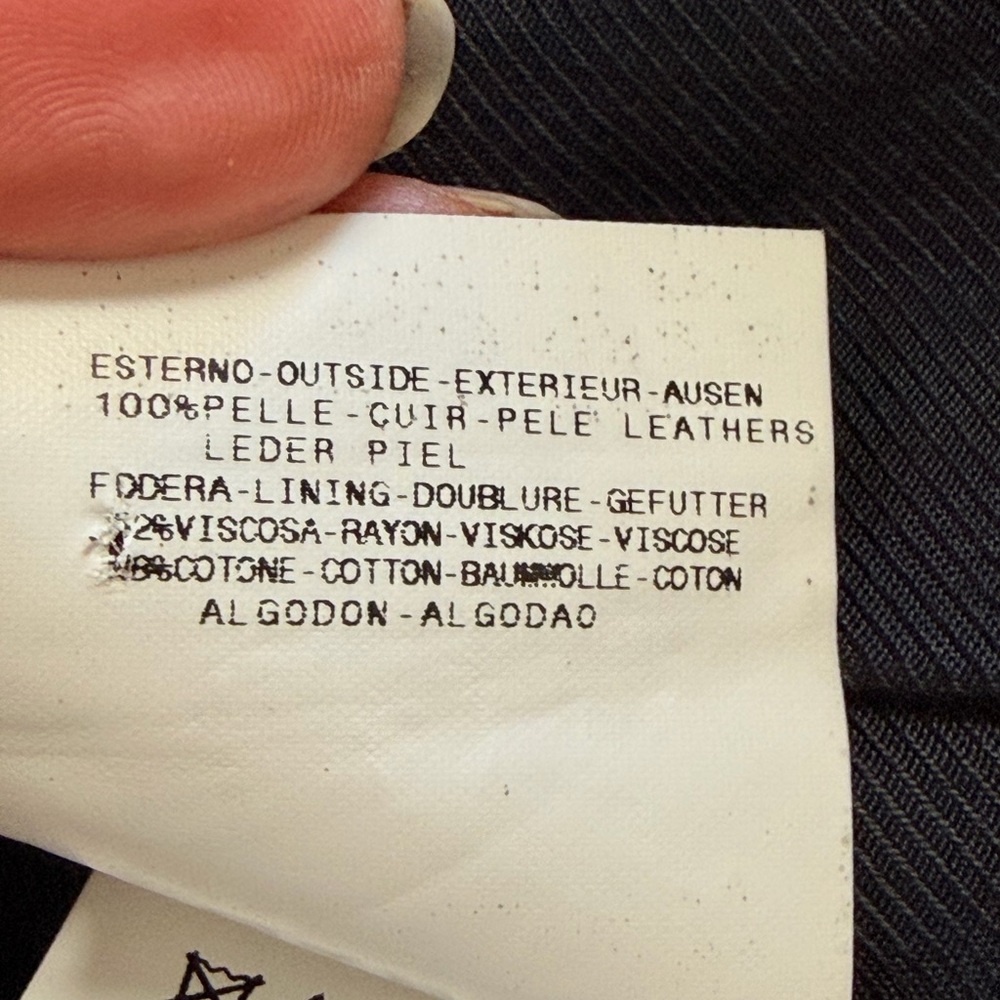 ESTERNO-OUTSIDE-EXTERIEUR-AUSEN
100%PELLE-CUIR-PELE LEATHERS
LEDER PIEL
FODERA-LINING-DOUBLURE-GEFUTTER
VISCOSA-RAYON-VISKOSE-VISCOSE
COTONE-COTTON-BAUMWOLLE-COTON
ALGODON-ALGODAO